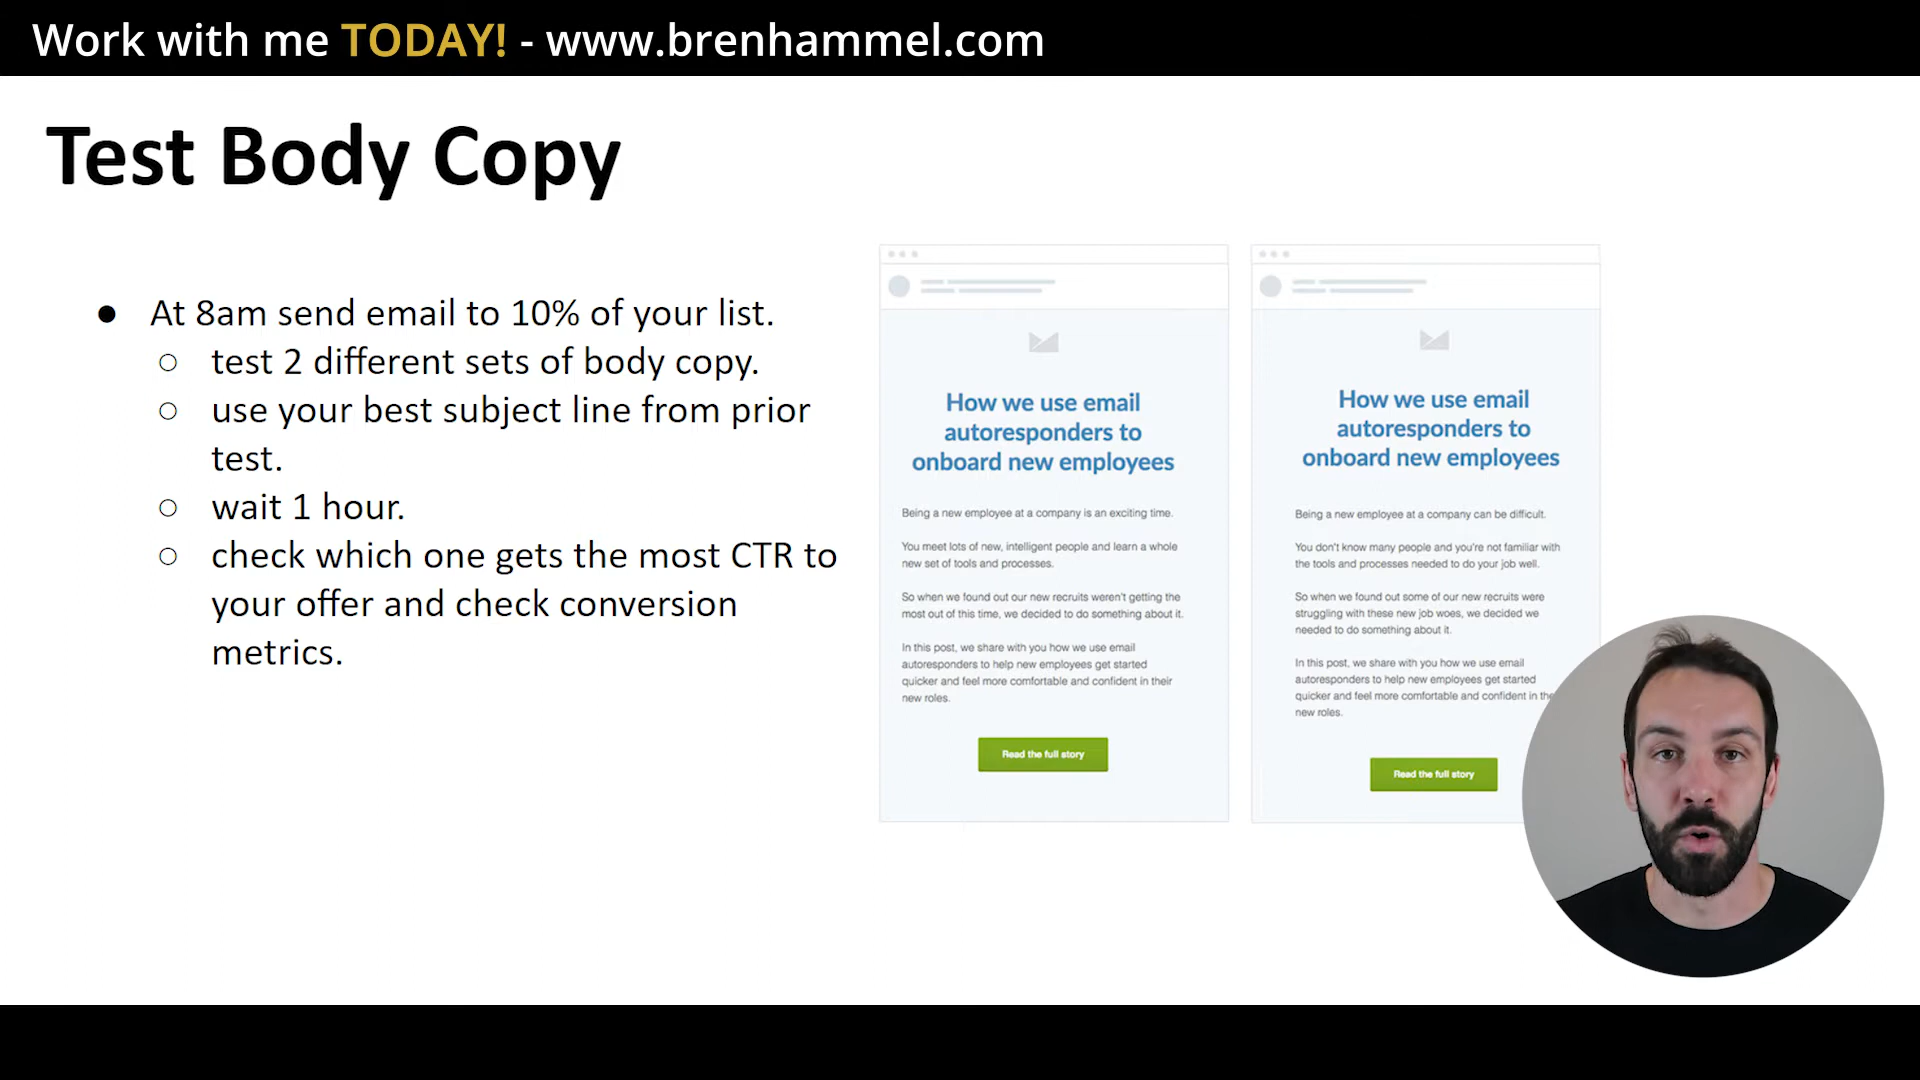 Work with me TODAY! - www.brenhammel.com
Test Body Copy
● At 8am send email to 10% of your list.
○ test 2 different sets of body copy.
○ use your best subject line from prior
test.
○ wait 1 hour.
○ check which one gets the most CTR to
your offer and check conversion
metrics.
How we use email
autoresponders to
onboard new employees
Being a new employee at a company is an exciting time.
You meet lots of new, intelligent people and learn a whole
new set of tools and processes.
So when we found out our new recruits weren't getting the
most out of this time, we decided to do something about it.
In this post, we share with you how we use email
autoresponders to help new employees get started
quicker and feel more comfortable and confident in their
new roles.
Read the full story
How we use email
autoresponders to
onboard new employees
Being a new employee at a company can be difficult.
You don't know many people and you're not familiar with
the tools and processes needed to do your job well.
So when we found out some of our new recruits were
struggling with these new job woes, we decided we
needed to do something about it.
In this post, we share with you how we use email
autoresponders to help new employees get started
quicker and feel more comfortable and confident in the
new roles.
Read the full story